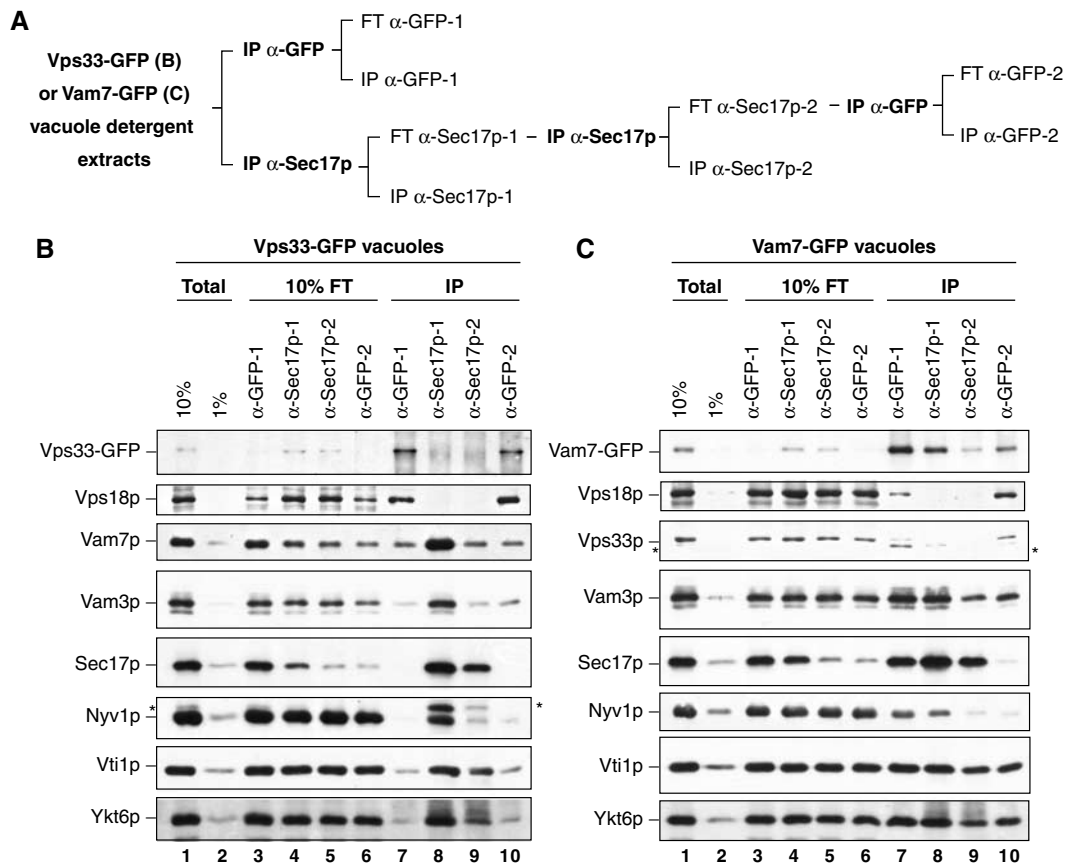 A
Vps33-GFP (B)
or Vam7-GFP (C)
vacuole detergent
extracts
IP α-GFP
FT α-GFP-1
IP α-GFP-1
IP α-Sec17p
FT α-Sec17p-1
IP α-Sec17p-1
IP α-Sec17p
FT α-Sec17p-2
IP α-Sec17p-2
IP α-GFP
FT α-GFP-2
IP α-GFP-2
B
Vps33-GFP vacuoles
Total 10% FT IP
10% 1% α-GFP-1 α-Sec17p-1 α-Sec17p-2 α-GFP-2 α-GFP-1 α-Sec17p-1 α-Sec17p-2 α-GFP-2
Vps33-GFP
Vps18p
Vam7p
Vam3p
Sec17p
* *
Nyv1p
Vti1p
Ykt6p
1 2 3 4 5 6 7 8 9 10
C
Vam7-GFP vacuoles
Total 10% FT IP
10% 1% α-GFP-1 α-Sec17p-1 α-Sec17p-2 α-GFP-2 α-GFP-1 α-Sec17p-1 α-Sec17p-2 α-GFP-2
Vam7-GFP
Vps18p
Vps33p
* *
Vam3p
Sec17p
Nyv1p
Vti1p
Ykt6p
1 2 3 4 5 6 7 8 9 10